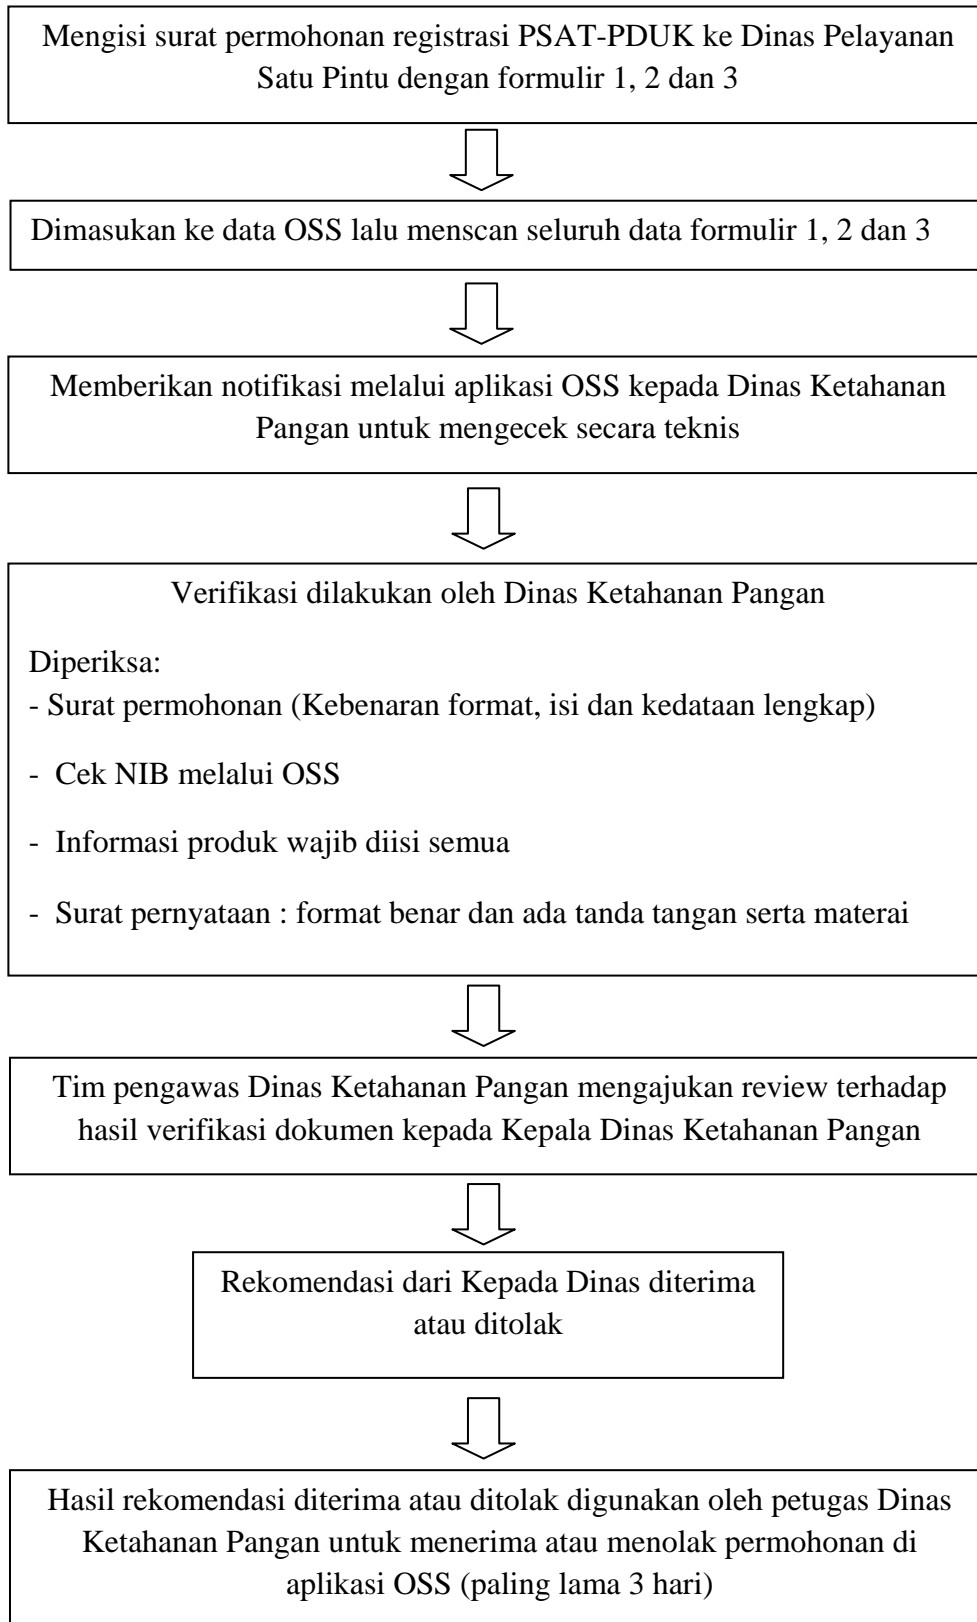 Mengisi surat permohonan registrasi PSAT-PDUK ke Dinas Pelayanan
Satu Pintu dengan formulir 1, 2 dan 3
Dimasukan ke data OSS lalu menscan seluruh data formulir 1, 2 dan 3
Memberikan notifikasi melalui aplikasi OSS kepada Dinas Ketahanan
Pangan untuk mengecek secara teknis
Verifikasi dilakukan oleh Dinas Ketahanan Pangan
Diperiksa:
- Surat permohonan (Kebenaran format, isi dan kedataan lengkap)
- Cek NIB melalui OSS
- Informasi produk wajib diisi semua
- Surat pernyataan : format benar dan ada tanda tangan serta materai
Tim pengawas Dinas Ketahanan Pangan mengajukan review terhadap
hasil verifikasi dokumen kepada Kepala Dinas Ketahanan Pangan
Rekomendasi dari Kepada Dinas diterima
atau ditolak
Hasil rekomendasi diterima atau ditolak digunakan oleh petugas Dinas
Ketahanan Pangan untuk menerima atau menolak permohonan di
aplikasi OSS (paling lama 3 hari)